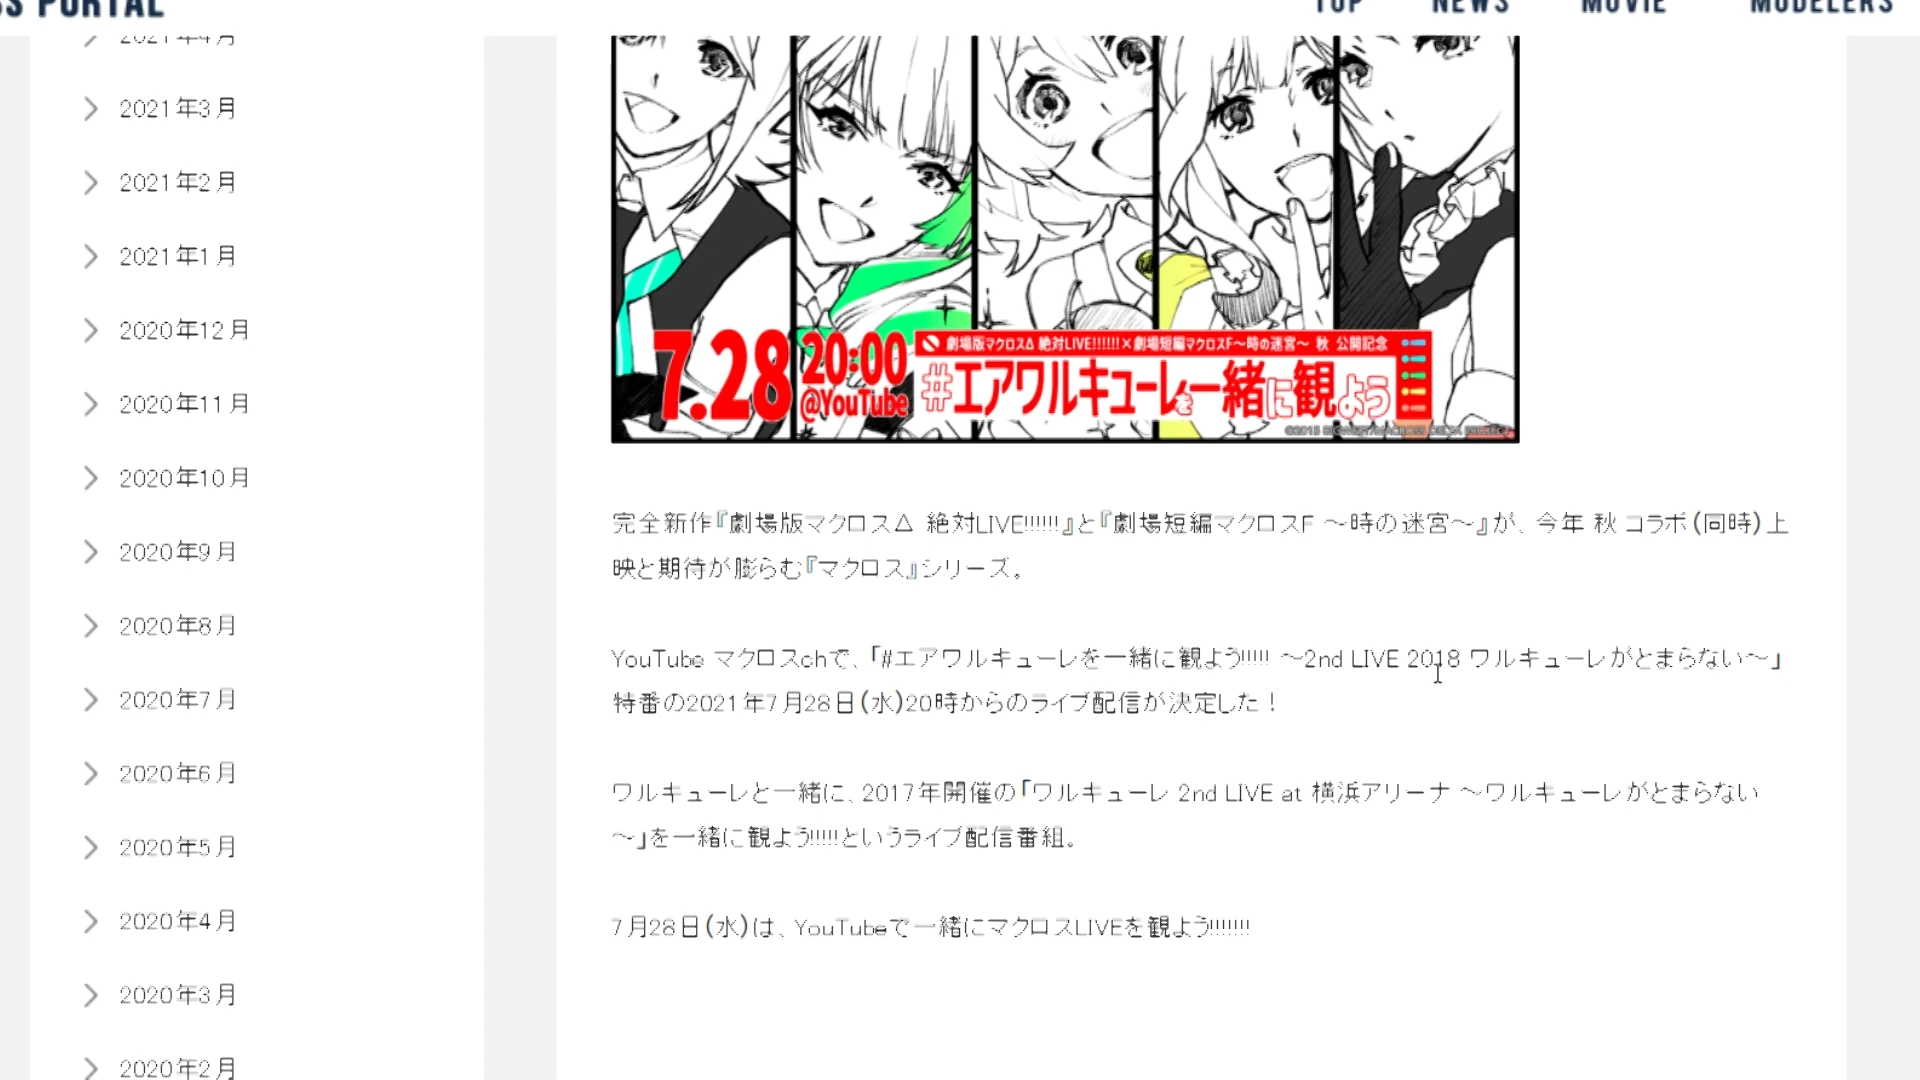 SS PORTAL
TOP NEWS MOVIE MODELERS
2021年4月
2021年3月
2021年2月
2021年1月
2020年12月
2020年11月
2020年10月
2020年9月
2020年8月
2020年7月
2020年6月
2020年5月
2020年4月
2020年3月
2020年2月
7.28 20:00 @YouTube
劇場版マクロスΔ 絶対LIVE!!!!!!×劇場短編マクロスF～時の迷宮～ 秋 公開記念
#エアワルキューレを一緒に観よう
完全新作『劇場版マクロスΔ 絶対LIVE!!!!!!』と『劇場短編マクロスF ～時の迷宮～』が、今年 秋 コラボ(同時)上
映と期待が膨らむ『マクロス』シリーズ。
YouTube マクロスchで、「#エアワルキューレを一緒に観よう!!!!! ～2nd LIVE 2018 ワルキューレがとまらない～」
特番の2021年7月28日(水)20時からのライブ配信が決定した！
ワルキューレと一緒に、2017年開催の「ワルキューレ 2nd LIVE at 横浜アリーナ ～ワルキューレがとまらない
～」を一緒に観よう!!!!!というライブ配信番組。
7月28日(水)は、YouTubeで一緒にマクロスLIVEを観よう!!!!!!!